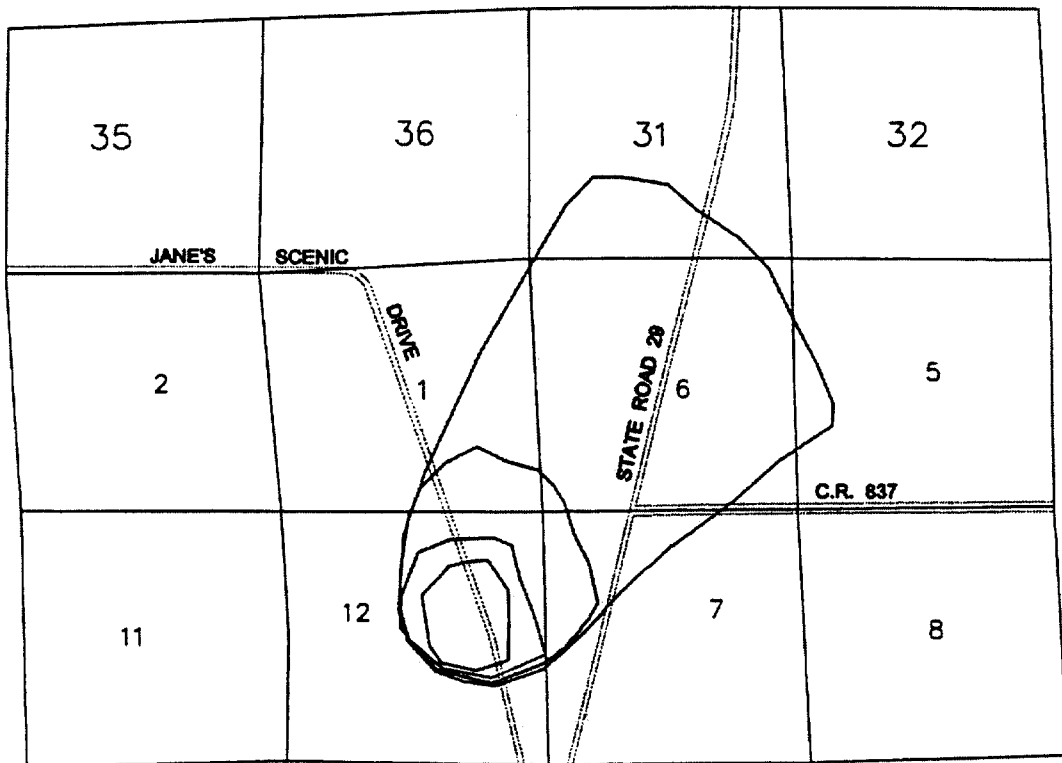 35 36 31 32
JANE'S SCENIC
DRIVE
STATE ROAD 29
2 1 6 5
C.R. 837
11 12 7 8